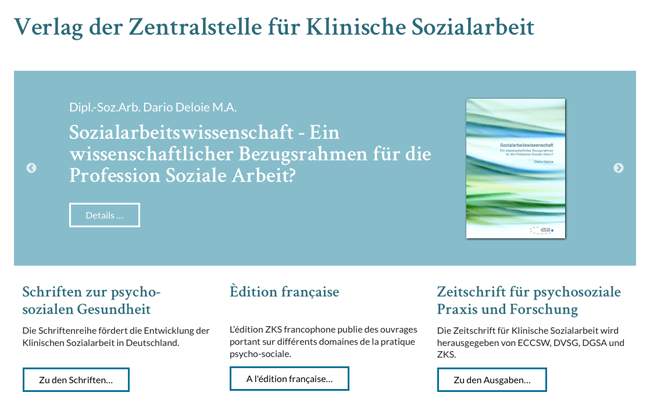 Verlag der Zentralstelle für Klinische Sozialarbeit
Dipl.-Soz.Arb. Dario Deloie M.A.
Sozialarbeitswissenschaft - Ein
wissenschaftlicher Bezugsrahmen für die
Profession Soziale Arbeit?
Details ...
Sozialarbeitswissenschaft
Ein wissenschaftlicher Bezugsrahmen
für die Profession Soziale Arbeit?
Dario Deloie
Schriften zur psycho-
sozialen Gesundheit
Die Schriftenreihe fördert die Entwicklung der
Klinischen Sozialarbeit in Deutschland.
Zu den Schriften...
Èdition française
L'édition ZKS francophone publie des ouvrages
portant sur différents domaines de la pratique
psycho-sociale.
A l'édition française...
Zeitschrift für psychosoziale
Praxis und Forschung
Die Zeitschrift für Klinische Sozialarbeit wird
herausgegeben von ECCSW, DVSG, DGSA und
ZKS.
Zu den Ausgaben...